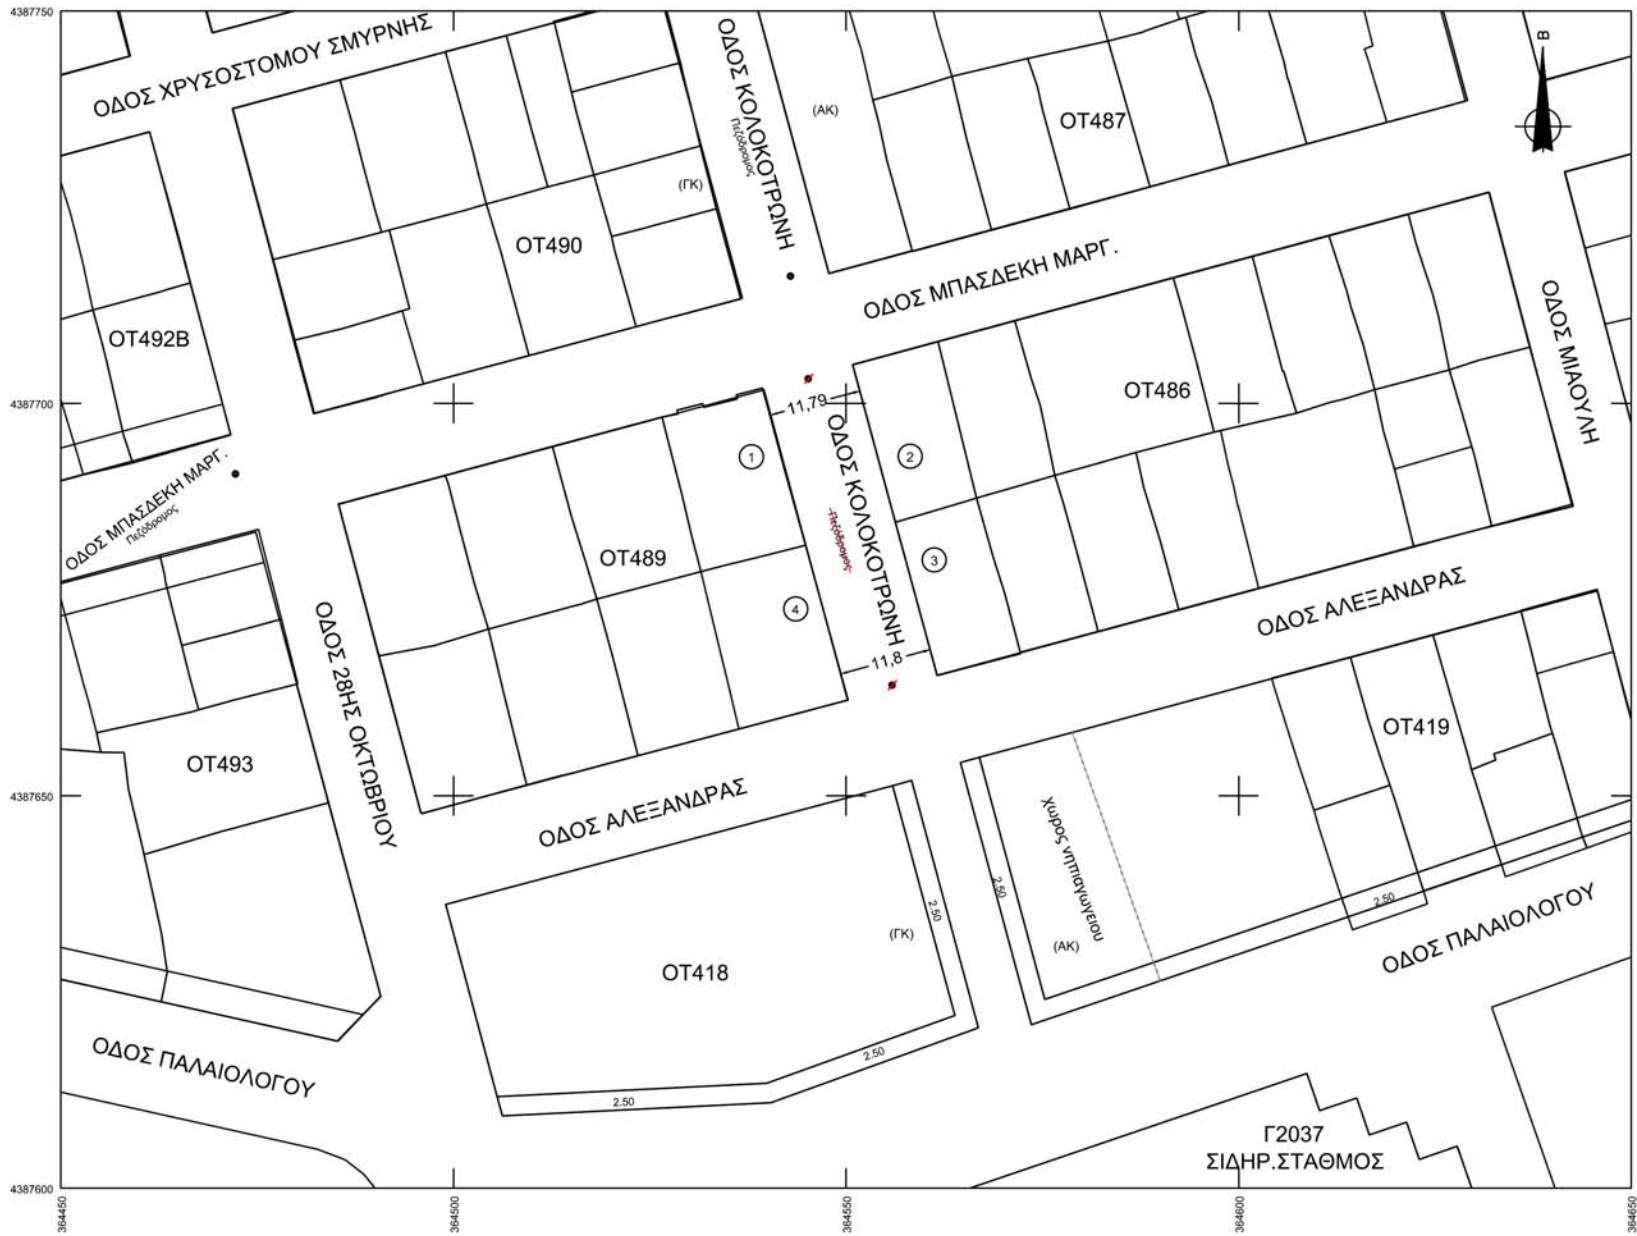 4387750
ΟΔΟΣ ΧΡΥΣΟΣΤΟΜΟΥ ΣΜΥΡΝΗΣ
ΟΔΟΣ ΚΟΛΟΚΟΤΡΩΝΗ
Πεζόδρομος
(ΑΚ)
ΟΤ487
Β
(ΓΚ)
ΟΤ490
ΟΔΟΣ ΜΠΑΣΔΕΚΗ ΜΑΡΓ.
ΟΤ492Β
ΟΔΟΣ ΜΙΑΟΥΛΗ
4387700
11,79
ΟΤ486
ΟΔΟΣ ΜΠΑΣΔΕΚΗ ΜΑΡΓ.
Πεζόδρομος
1
2
ΟΔΟΣ ΚΟΛΟΚΟΤΡΩΝΗ
Πεζόδρομος
ΟΤ489
3
4
ΟΔΟΣ ΑΛΕΞΑΝΔΡΑΣ
ΟΔΟΣ 28ΗΣ ΟΚΤΩΒΡΙΟΥ
11,8
ΟΤ493
ΟΤ419
4387650
ΟΔΟΣ ΑΛΕΞΑΝΔΡΑΣ
Χώρος νηπιαγωγείου
2.50
2.50
2.50
(ΓΚ)
(ΑΚ)
ΟΔΟΣ ΠΑΛΑΙΟΛΟΓΟΥ
ΟΤ418
ΟΔΟΣ ΠΑΛΑΙΟΛΟΓΟΥ
2.50
2.50
Γ2037
ΣΙΔΗΡ.ΣΤΑΘΜΟΣ
4387600
364450
364500
364550
364600
364650